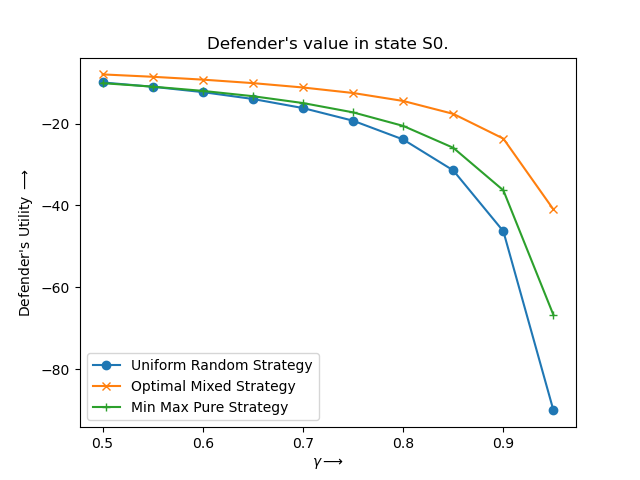 Defender's value in state S0.
Defender's Utility ⟶
−20
−40
−60
−80
0.5 0.6 0.7 0.8 0.9
γ⟶
Uniform Random Strategy
Optimal Mixed Strategy
Min Max Pure Strategy